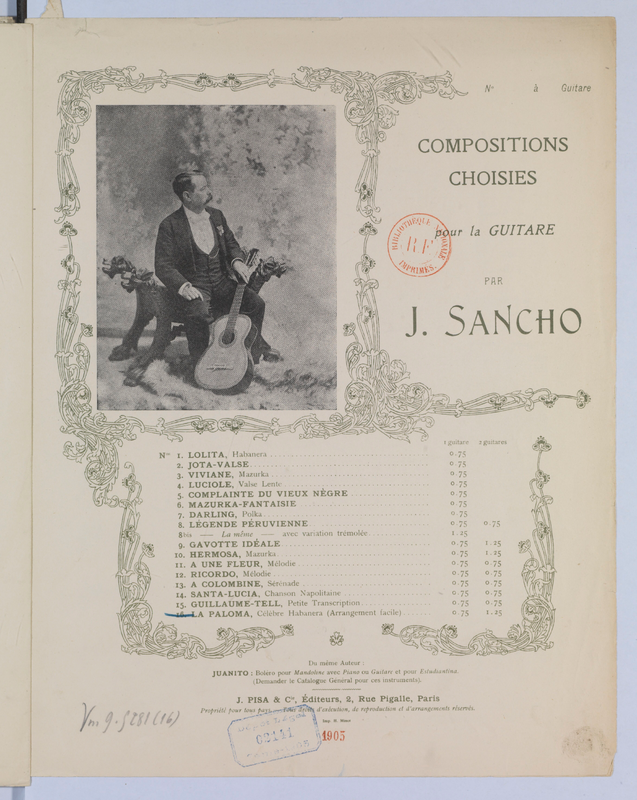 Nº à Guitare
COMPOSITIONS
CHOISIES
pour la GUITARE
PAR
J. SANCHO
BIBLIOTHÈQUE
R F
IMPRIMÉS.
1 guitare 2 guitares
Nos 1. LOLITA, Habanera 0.75
2. JOTA-VALSE 0.75
3. VIVIANE, Mazurka 0.75
4. LUCIOLE, Valse Lente 0.75
5. COMPLAINTE DU VIEUX NÈGRE 0.75
6. MAZURKA-FANTAISIE 0.75
7. DARLING, Polka 0.75
8. LÉGENDE PÉRUVIENNE 0.75 0.75
8bis — La même — avec variation trémolée 1.25
9. GAVOTTE IDÉALE 0.75 1.25
10. HERMOSA, Mazurka 0.75 1.25
11. A UNE FLEUR, Mélodie 0.75 0.75
12. RICORDO, Mélodie 0.75 0.75
13. A COLOMBINE, Sérénade 0.75 0.75
14. SANTA-LUCIA, Chanson Napolitaine 0.75 0.75
15. GUILLAUME-TELL, Petite Transcription 0.75 0.75
16. LA PALOMA, Célèbre Habanera (Arrangement facile) 0.75 1.25
Du même Auteur :
JUANITO : Boléro pour Mandoline avec Piano ou Guitare et pour Estudiantina.
(Demander le Catalogue Général pour ces instruments).
J. PISA & Cie, Éditeurs, 2, Rue Pigalle, Paris
Propriété pour tous pays. — Tous droits d'exécution, de reproduction et d'arrangements réservés.
Vm 9. 3281 (16)
1905